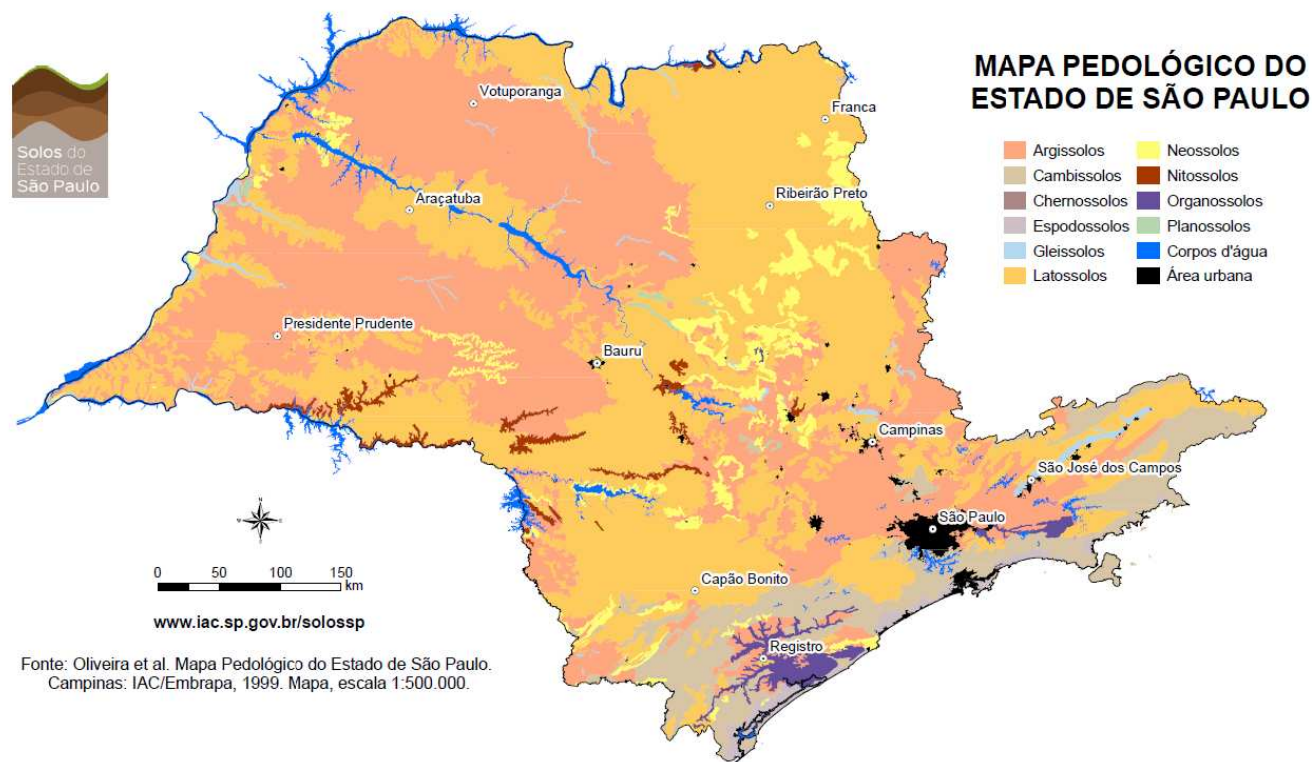 Solos do
Estado de
São Paulo
MAPA PEDOLÓGICO DO
ESTADO DE SÃO PAULO
Argissolos
Cambissolos
Chernossolos
Espodossolos
Gleissolos
Latossolos
Neossolos
Nitossolos
Organossolos
Planossolos
Corpos d'água
Área urbana
Votuporanga
Franca
Araçatuba
Ribeirão Preto
Presidente Prudente
Bauru
Campinas
São José dos Campos
São Paulo
Capão Bonito
Registro
N
0 50 100 150
km
www.iac.sp.gov.br/solossp
Fonte: Oliveira et al. Mapa Pedológico do Estado de São Paulo.
Campinas: IAC/Embrapa, 1999. Mapa, escala 1:500.000.